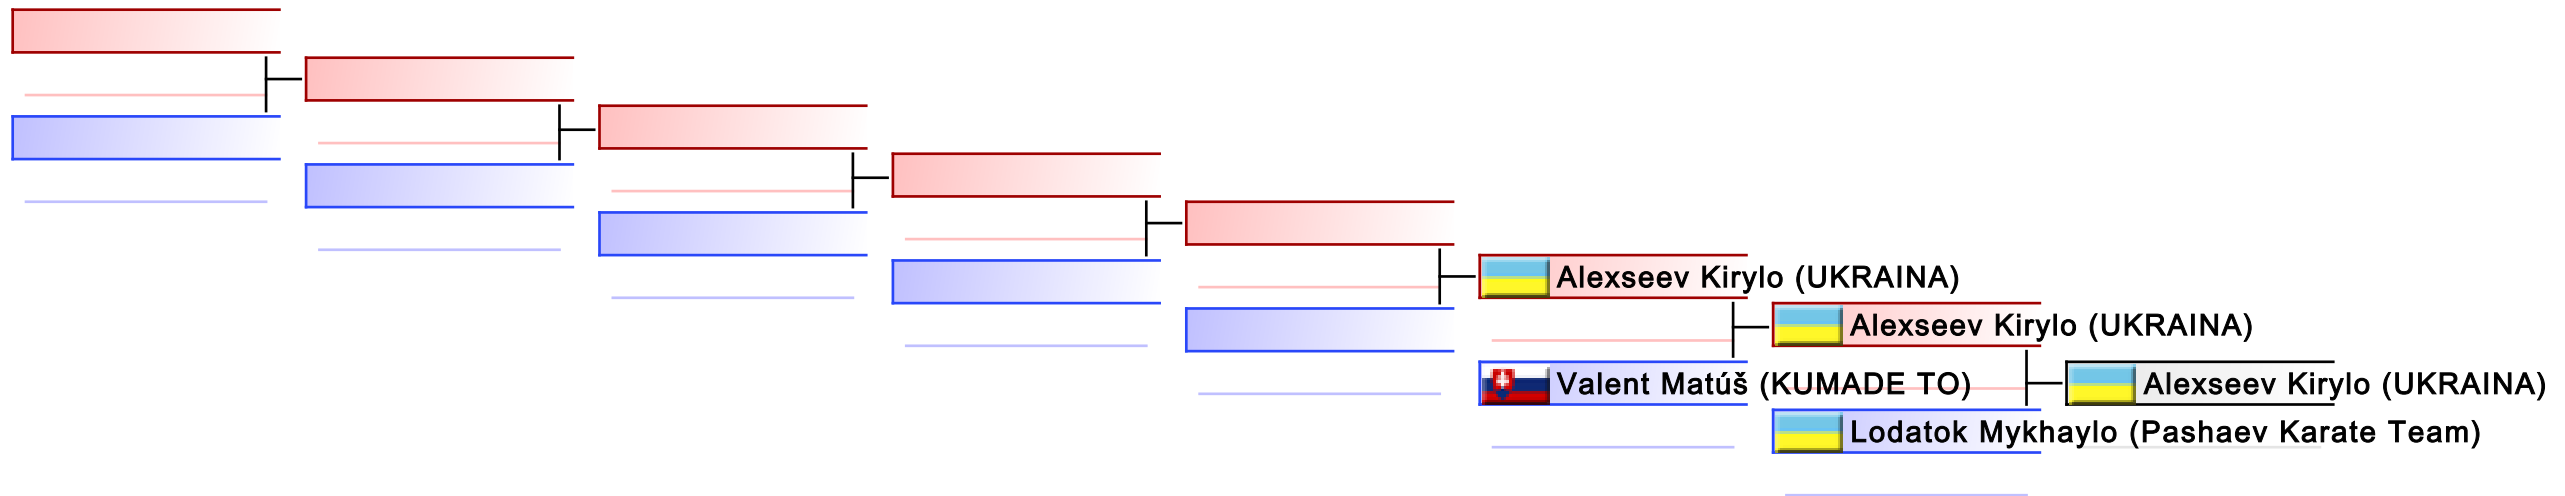 Alexseev Kirylo (UKRAINA)
Alexseev Kirylo (UKRAINA)
Valent Matúš (KUMADE TO)
Alexseev Kirylo (UKRAINA)
Lodatok Mykhaylo (Pashaev Karate Team)